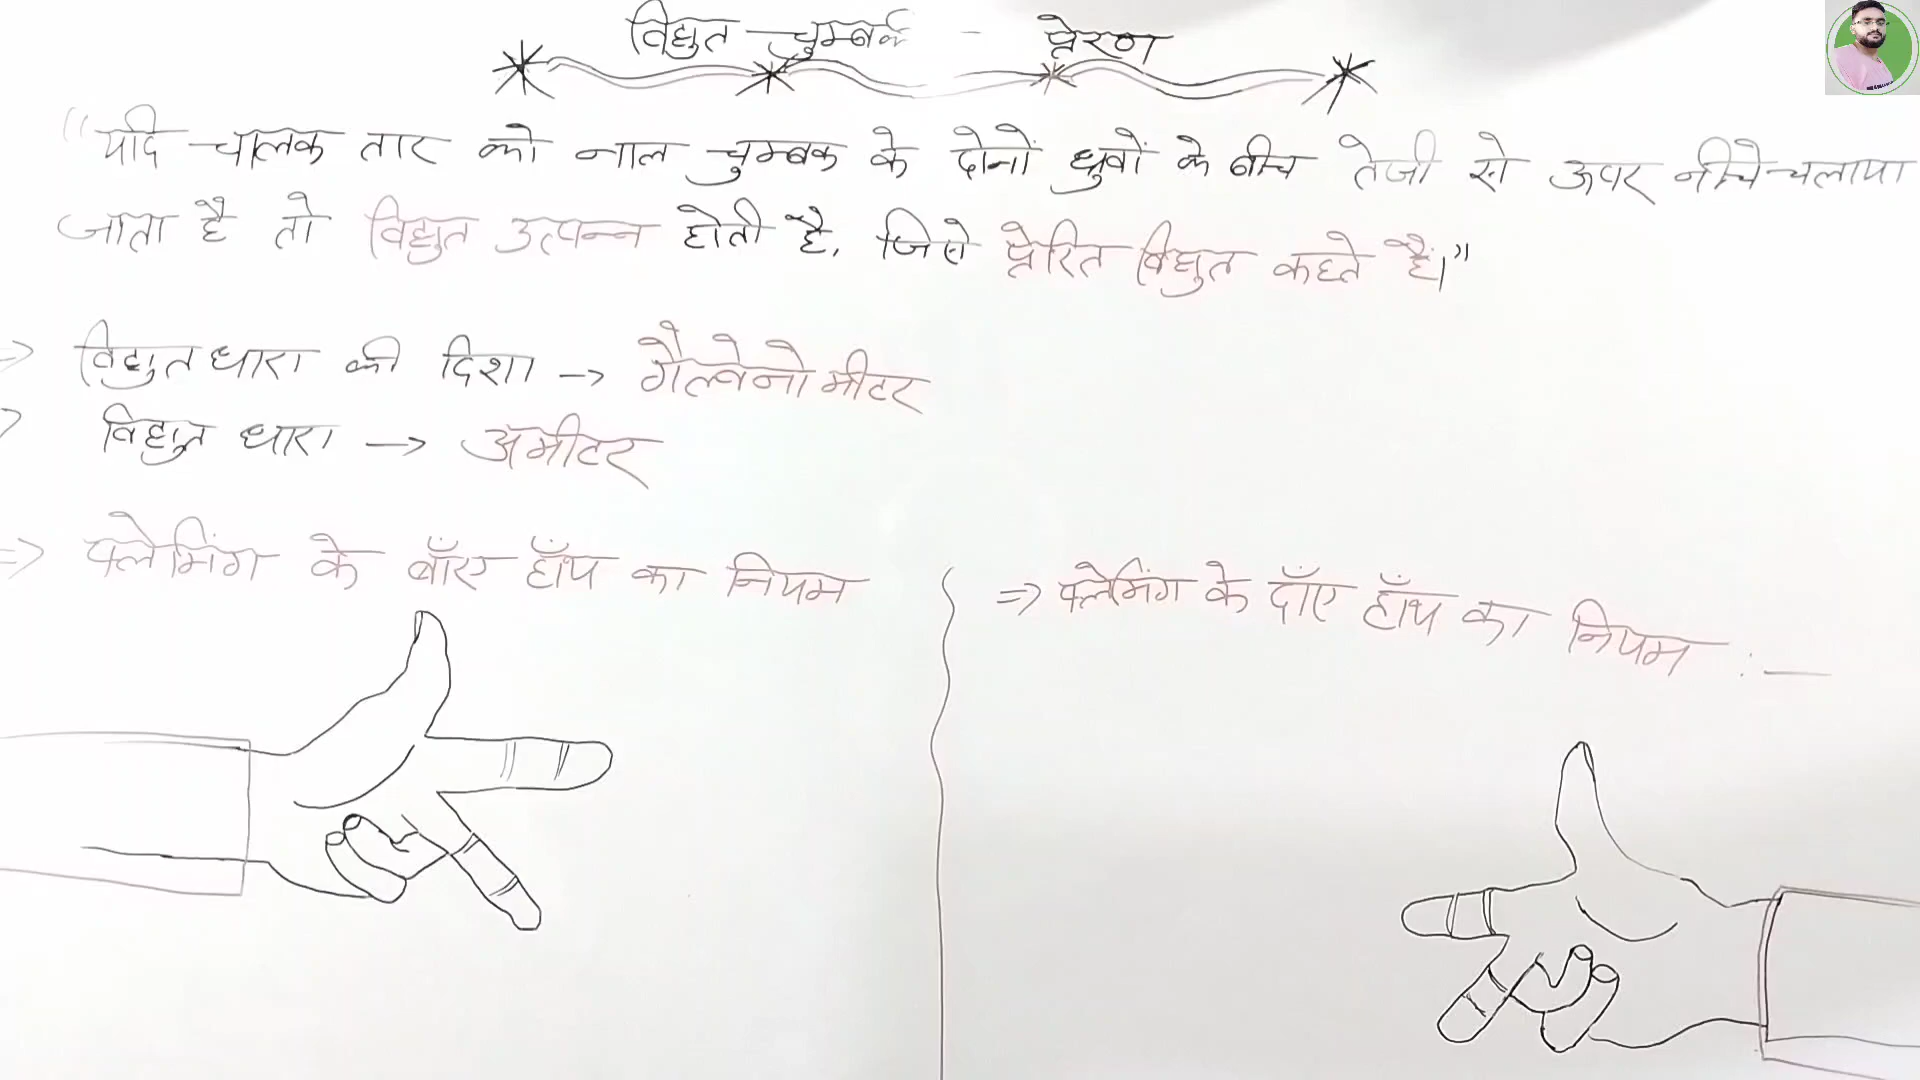 विद्युत चुम्बक - प्रेरण
"यदि चालक तार को नाल चुम्बक के दोनों ध्रुवों के बीच तेजी से ऊपर नीचे चलाया
जाता है तो विद्युत उत्पन्न होती है, जिसे प्रेरित विद्युत कहते हैं।"
⇒ विद्युत धारा की दिशा → गैल्वेनोमीटर
⇒ विद्युत धारा → अमीटर
⇒ फ्लेमिंग के बाँए हाँथ का नियम
⇒ फ्लेमिंग के दाँए हाँथ का नियम :—